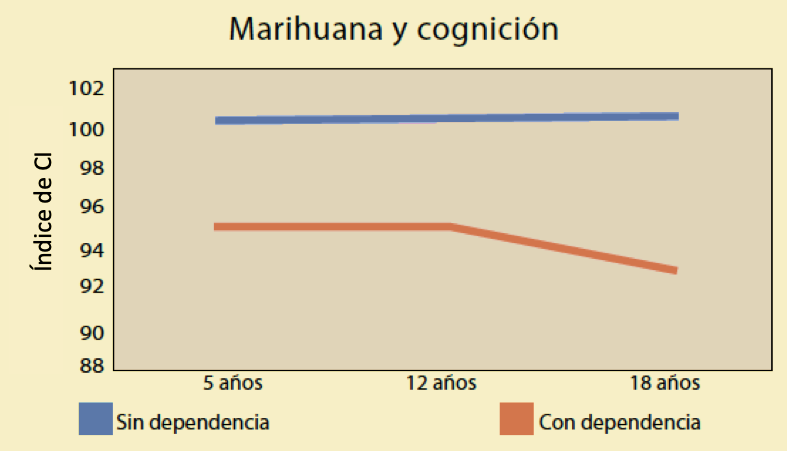 Marihuana y cognición
Índice de CI
102
100
98
96
94
92
90
88
5 años 12 años 18 años
Sin dependencia Con dependencia